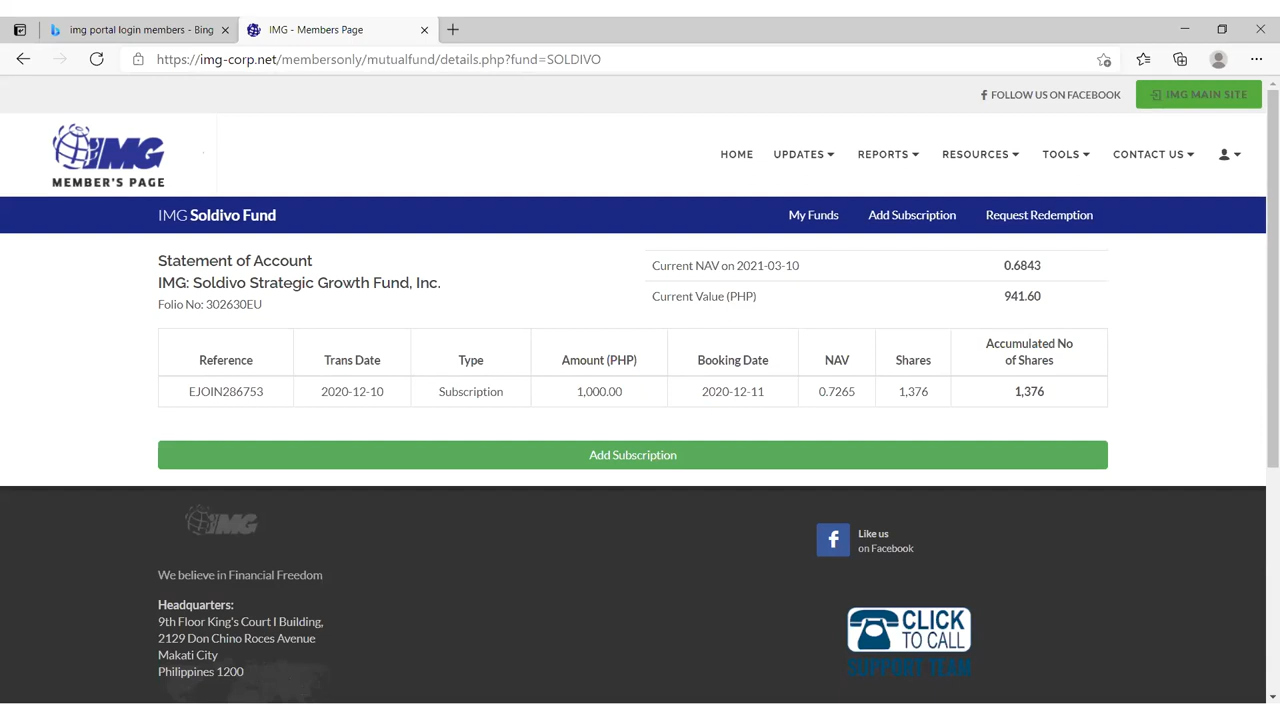 img portal login members - Bing
IMG - Members Page
https://img-corp.net/membersonly/mutualfund/details.php?fund=SOLDIVO
FOLLOW US ON FACEBOOK
IMG MAIN SITE
IMG
MEMBER'S PAGE
HOME
UPDATES
REPORTS
RESOURCES
TOOLS
CONTACT US
IMG Soldivo Fund
My Funds
Add Subscription
Request Redemption
Statement of Account
IMG: Soldivo Strategic Growth Fund, Inc.
Folio No: 302630EU
Current NAV on 2021-03-10 0.6843
Current Value (PHP) 941.60
Reference Trans Date Type Amount (PHP) Booking Date NAV Shares Accumulated No
of Shares
EJOIN286753 2020-12-10 Subscription 1,000.00 2020-12-11 0.7265 1,376 1,376
Add Subscription
IMG
We believe in Financial Freedom
Headquarters:
9th Floor King's Court I Building,
2129 Don Chino Roces Avenue
Makati City
Philippines 1200
f
Like us
on Facebook
CLICK
TO CALL
SUPPORT TEAM